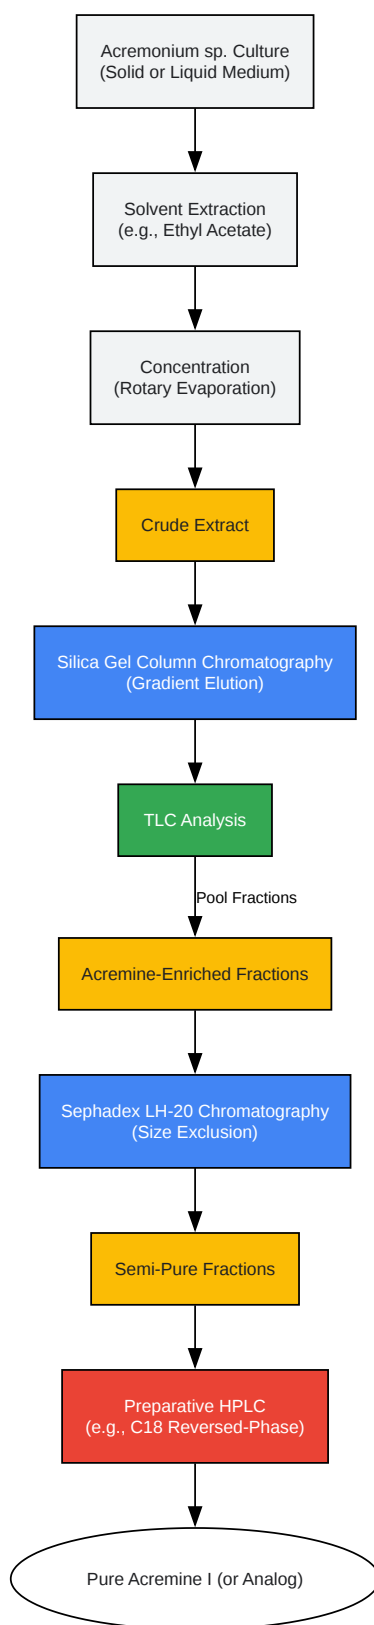 Acremonium sp. Culture
(Solid or Liquid Medium)
Solvent Extraction
(e.g., Ethyl Acetate)
Concentration
(Rotary Evaporation)
Crude Extract
Silica Gel Column Chromatography
(Gradient Elution)
TLC Analysis
Pool Fractions
Acremine-Enriched Fractions
Sephadex LH-20 Chromatography
(Size Exclusion)
Semi-Pure Fractions
Preparative HPLC
(e.g., C18 Reversed-Phase)
Pure Acremine I (or Analog)